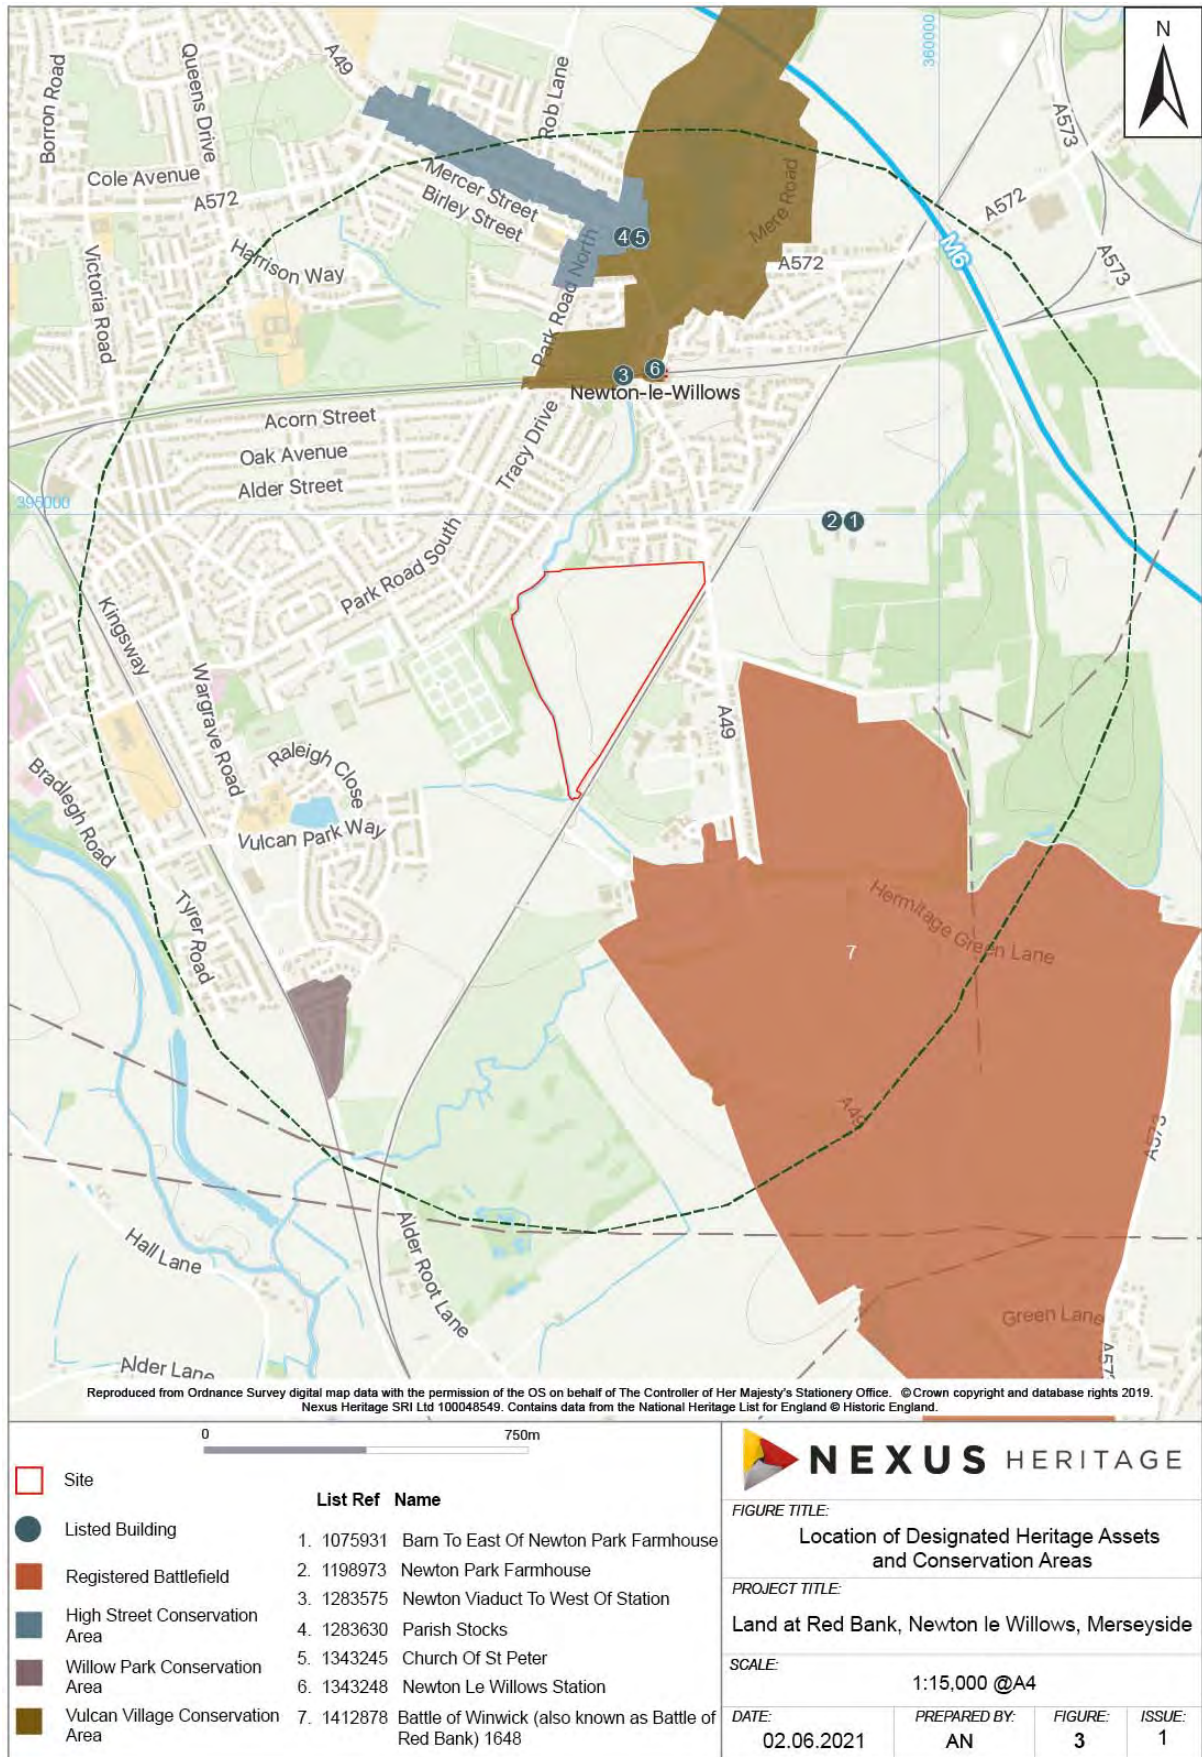 N
A49
Borron Road
Queens Drive
Rob Lane
360000
A573
Cole Avenue
A572
Mercer Street
Birley Street
Mere Road
A572
4
5
Victoria Road
Harrison Way
Park Road North
A572
M6
A573
3
6
Newton-le-Willows
Acorn Street
Oak Avenue
Alder Street
Tracy Drive
395000
2
1
Park Road South
Kingsway
Wargrave Road
A49
Raleigh Close
Bradlegh Road
Vulcan Park Way
Tyrer Road
Hermitage Green Lane
7
A49
A573
Hall Lane
Alder Root Lane
Green Lane
Alder Lane
A57
Reproduced from Ordnance Survey digital map data with the permission of the OS on behalf of The Controller of Her Majesty's Stationery Office. © Crown copyright and database rights 2019.
Nexus Heritage SRI Ltd 100048549. Contains data from the National Heritage List for England © Historic England.
0 750m
Site
Listed Building
Registered Battlefield
High Street Conservation
Area
Willow Park Conservation
Area
Vulcan Village Conservation
Area
List Ref Name
1. 1075931 Barn To East Of Newton Park Farmhouse
2. 1198973 Newton Park Farmhouse
3. 1283575 Newton Viaduct To West Of Station
4. 1283630 Parish Stocks
5. 1343245 Church Of St Peter
6. 1343248 Newton Le Willows Station
7. 1412878 Battle of Winwick (also known as Battle of
Red Bank) 1648
NEXUS HERITAGE
FIGURE TITLE:
Location of Designated Heritage Assets
and Conservation Areas
PROJECT TITLE:
Land at Red Bank, Newton le Willows, Merseyside
SCALE:
1:15,000 @A4
DATE: PREPARED BY: FIGURE: ISSUE:
02.06.2021 AN 3 1